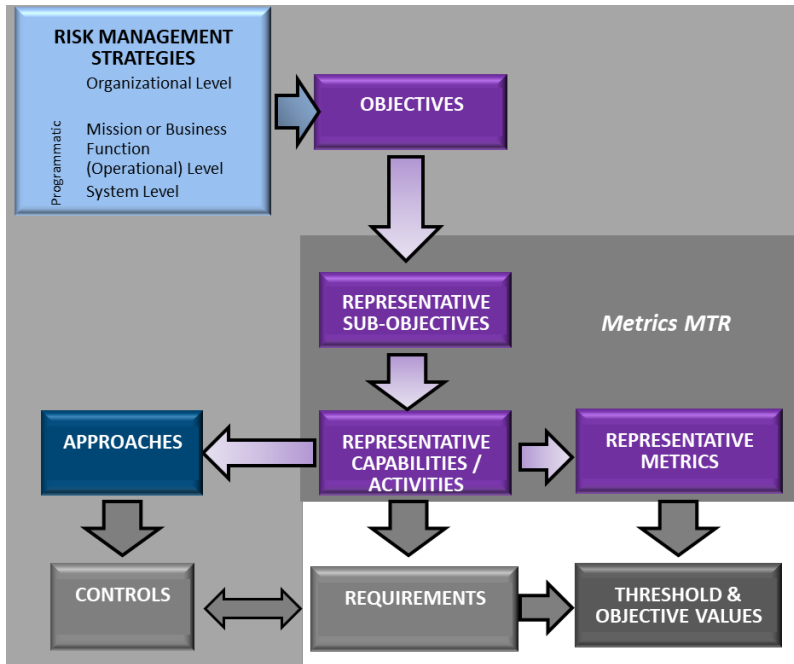 RISK MANAGEMENT
STRATEGIES
Organizational Level
Programmatic
Mission or Business
Function
(Operational) Level
System Level
OBJECTIVES
REPRESENTATIVE
SUB-OBJECTIVES
Metrics MTR
APPROACHES
REPRESENTATIVE
CAPABILITIES /
ACTIVITIES
REPRESENTATIVE
METRICS
CONTROLS
REQUIREMENTS
THRESHOLD &
OBJECTIVE VALUES